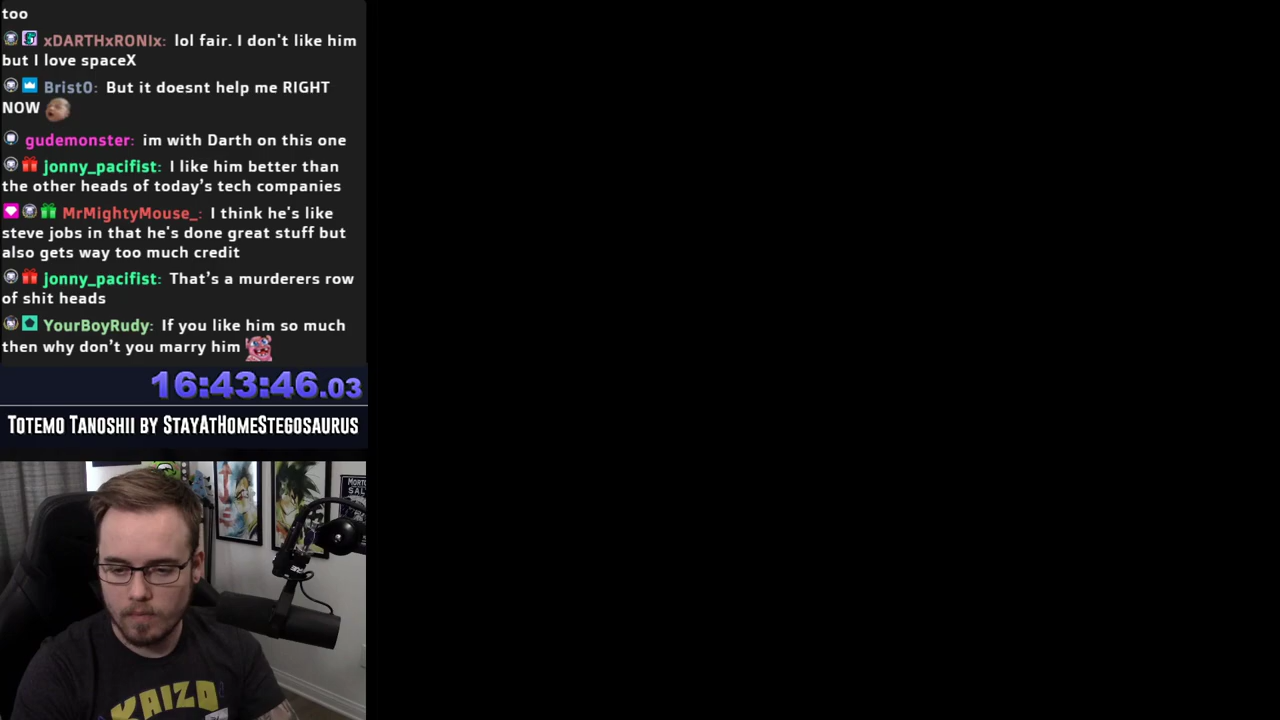 too
xDARTHxRONIx: lol fair. I don't like him
but I love spaceX
Brist0: But it doesnt help me RIGHT
NOW
gudemonster: im with Darth on this one
jonny_pacifist: I like him better than
the other heads of today's tech companies
MrMightyMouse_: I think he's like
steve jobs in that he's done great stuff but
also gets way too much credit
jonny_pacifist: That's a murderers row
of shit heads
YourBoyRudy: If you like him so much
then why don't you marry him
16:43:46.03
TOTEMO TANOSHII BY STAYATHOMESTEGOSAURUS
MORTON
SALT
KAIZO